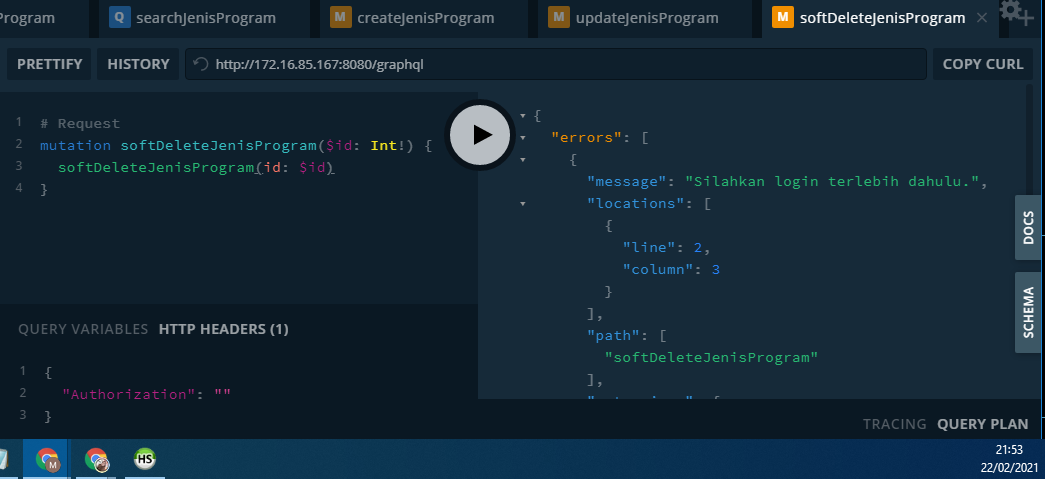 Program
Q searchJenisProgram
M createJenisProgram
M updateJenisProgram
M softDeleteJenisProgram
PRETTIFY
HISTORY
http://172.16.85.167:8080/graphql
COPY CURL
1 # Request
2 mutation softDeleteJenisProgram($id: Int!) {
3 softDeleteJenisProgram(id: $id)
4 }
{
"errors": [
{
"message": "Silahkan login terlebih dahulu.",
"locations": [
{
"line": 2,
"column": 3
}
],
"path": [
"softDeleteJenisProgram"
],
DOCS
SCHEMA
QUERY VARIABLES HTTP HEADERS (1)
1 {
2 "Authorization": ""
3 }
TRACING QUERY PLAN
M
HS
21:53
22/02/2021